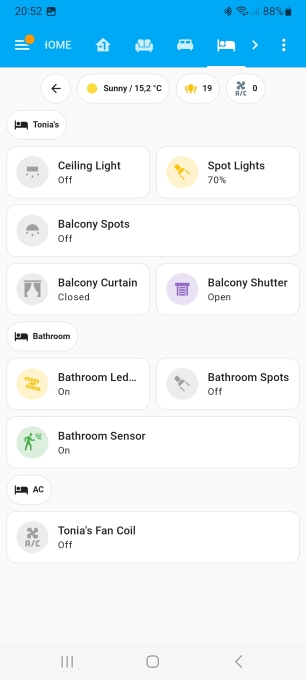 20:52
88%
HOME
Sunny / 15,2 °C
19
A/C
0
Tonia's
Ceiling Light
Off
Spot Lights
70%
Balcony Spots
Off
Balcony Curtain
Closed
Balcony Shutter
Open
Bathroom
Bathroom Led...
On
Bathroom Spots
Off
Bathroom Sensor
On
AC
A/C
Tonia's Fan Coil
Off